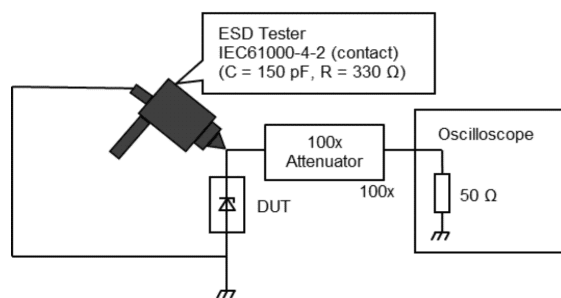 ESD Tester
IEC61000-4-2 (contact)
(C = 150 pF, R = 330 Ω)
100x
Attenuator
100x
Oscilloscope
50 Ω
DUT